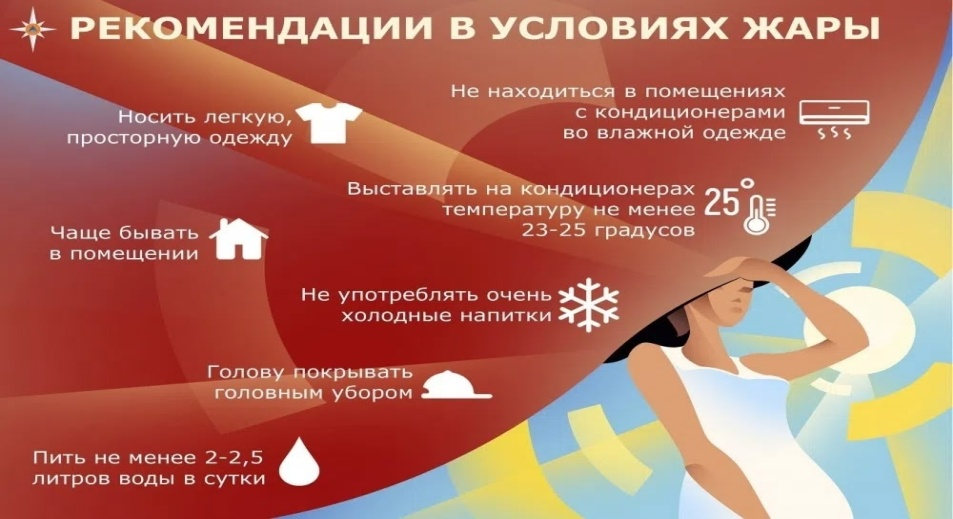 РЕКОМЕНДАЦИИ В УСЛОВИЯХ ЖАРЫ
Носить легкую,
просторную одежду
Не находиться в помещениях
с кондиционерами
во влажной одежде
Выставлять на кондиционерах
температуру не менее
23-25 градусов
25°
Чаще бывать
в помещении
Не употреблять очень
холодные напитки
Голову покрывать
головным убором
Пить не менее 2-2,5
литров воды в сутки